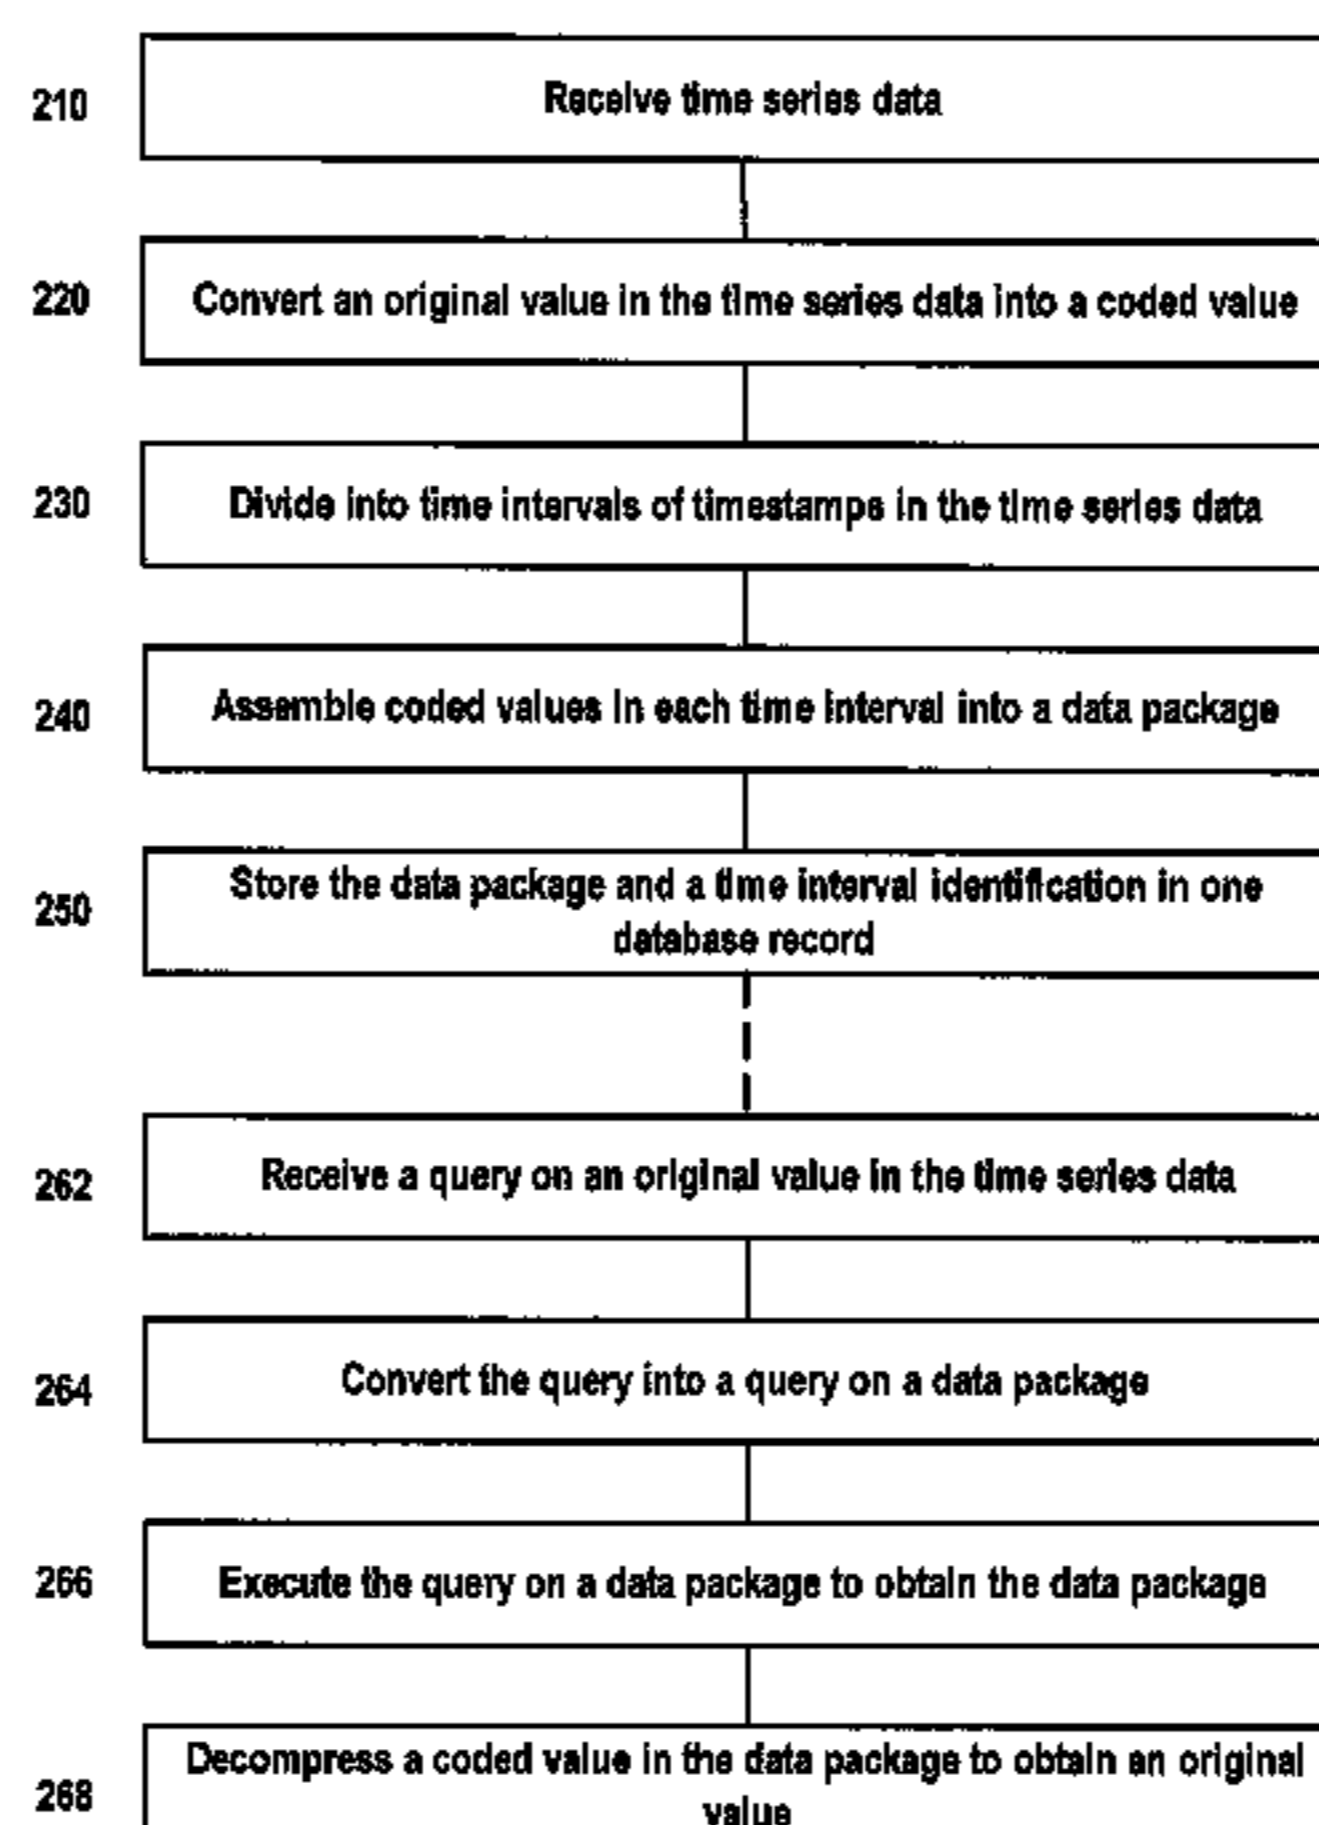 210 Receive time series data
220 Convert an original value in the time series data into a coded value
230 Divide into time intervals of timestamps in the time series data
240 Assemble coded values in each time interval into a data package
250 Store the data package and a time interval identification in one
database record
262 Receive a query on an original value in the time series data
264 Convert the query into a query on a data package
266 Execute the query on a data package to obtain the data package
268 Decompress a coded value in the data package to obtain an original
value